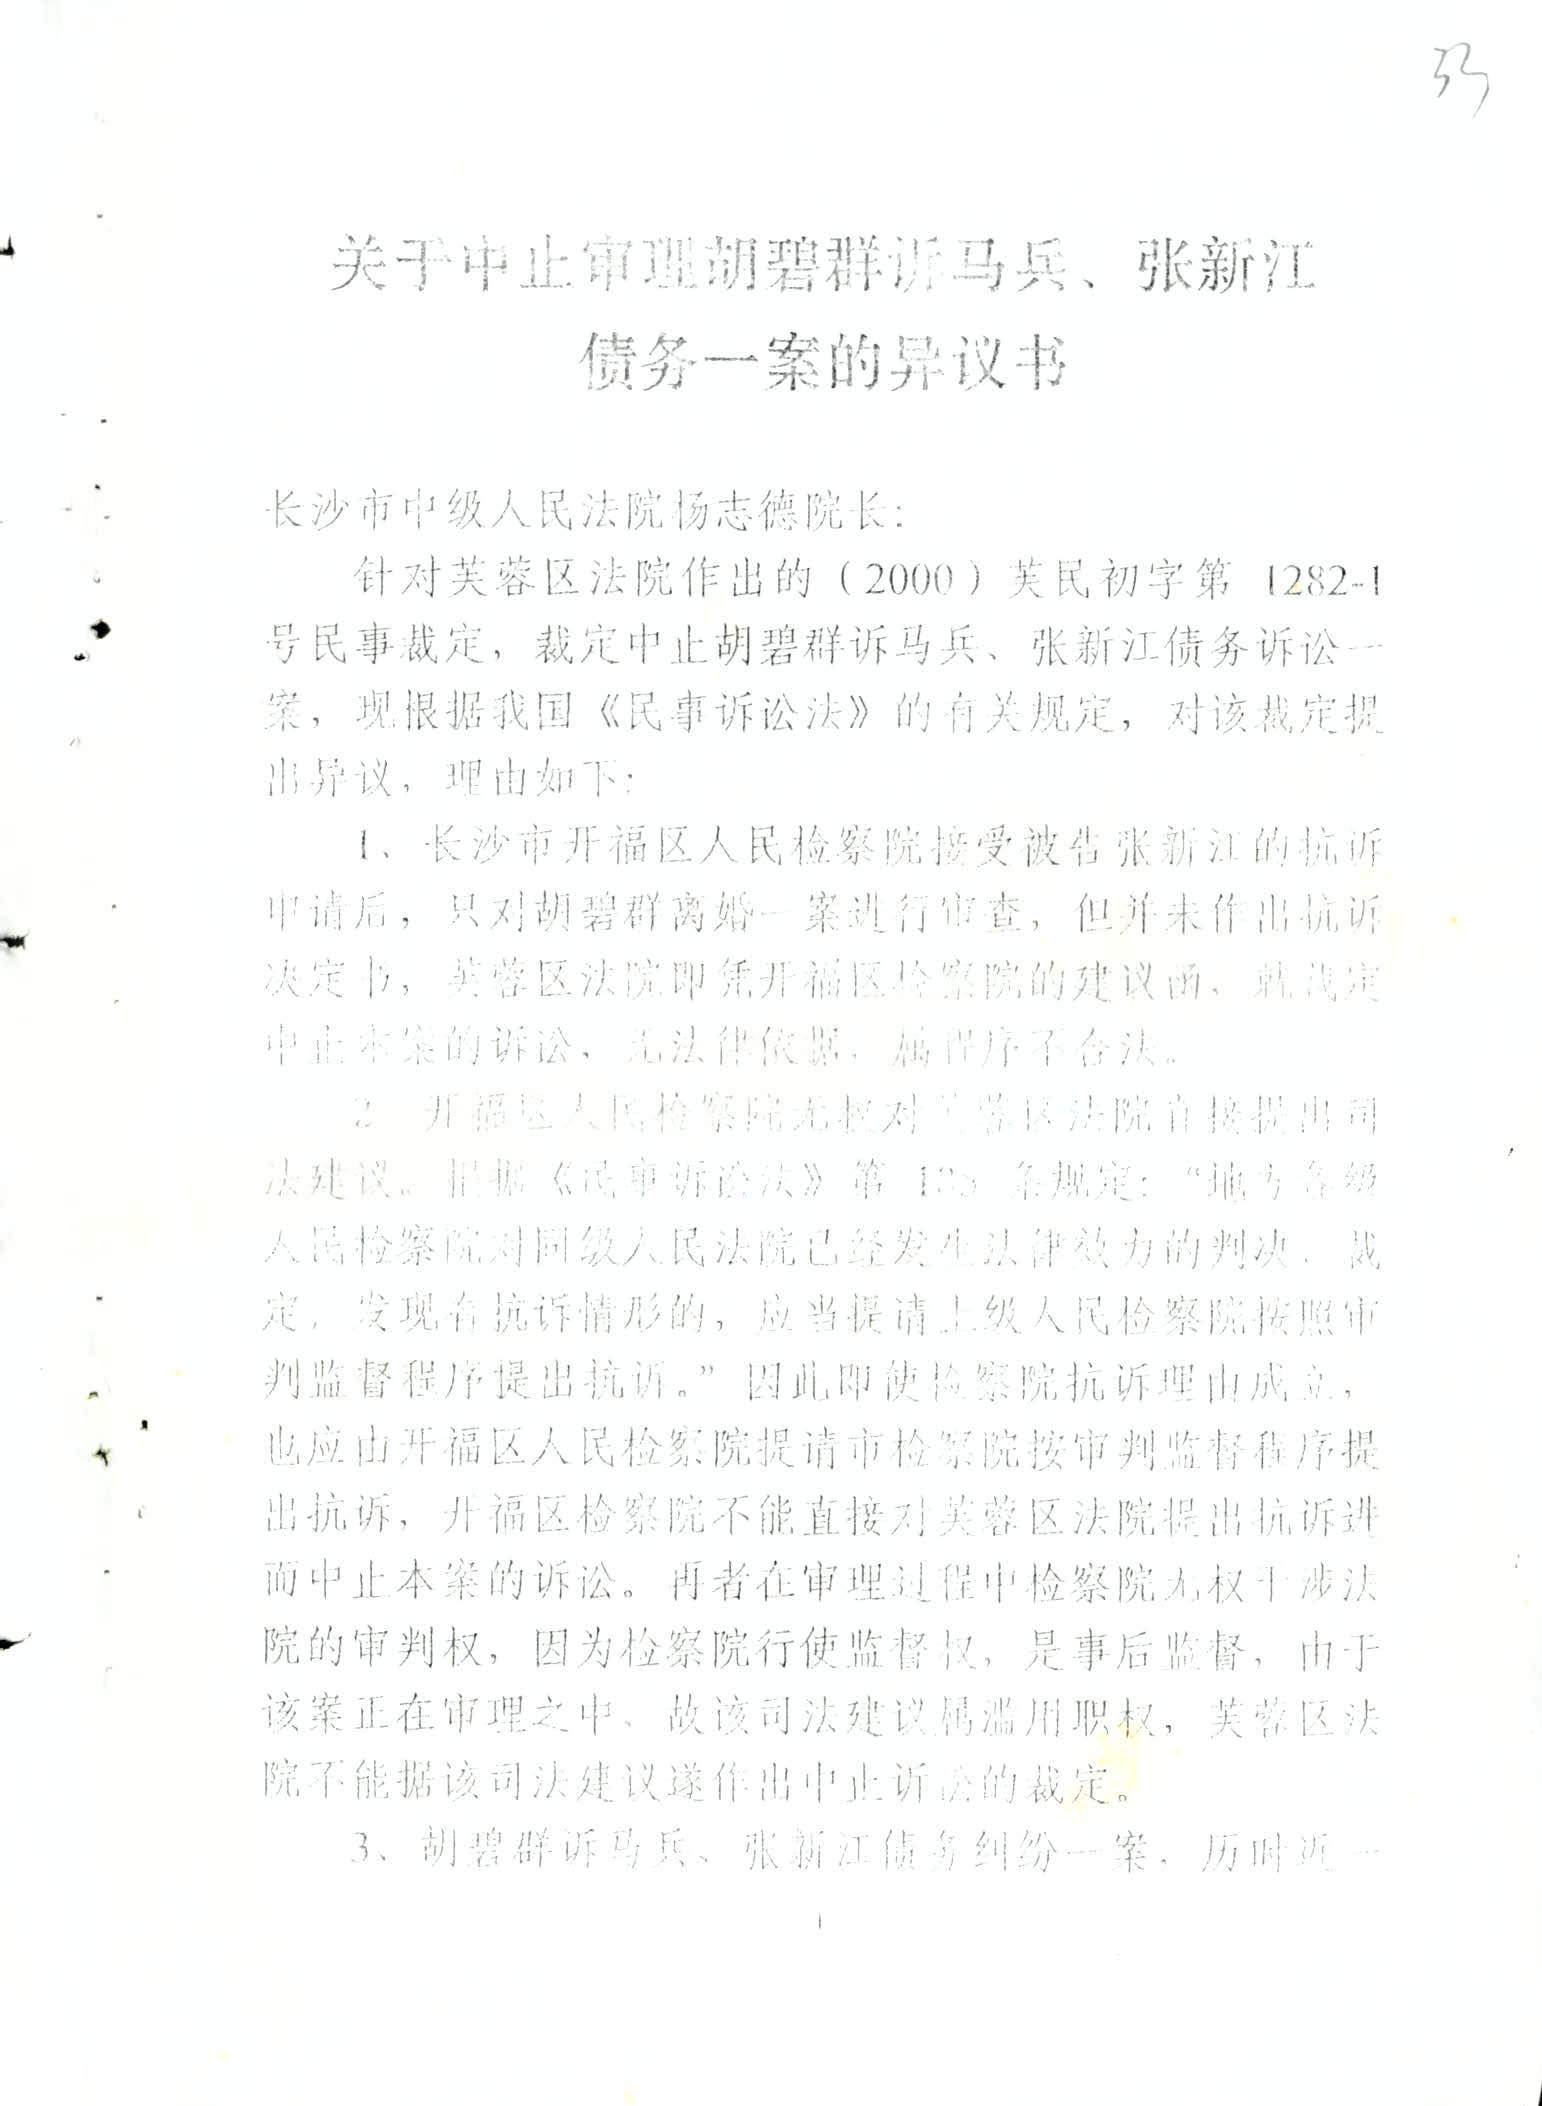 53
关于中止审理胡碧群诉马兵、张新江
债务一案的异议书
长沙市中级人民法院杨志德院长：
针对芙蓉区法院作出的（2000）芙民初字第 1282-1
号民事裁定，裁定中止胡碧群诉马兵、张新江债务诉讼一
案，现根据我国《民事诉讼法》的有关规定，对该裁定提
出异议，理由如下：
1、长沙市开福区人民检察院接受被告张新江的抗诉
申请后，只对胡碧群离婚一案进行审查，但并未作出抗诉
决定书，芙蓉区法院即凭开福区检察院的建议函，就裁定
中止本案的诉讼，无法律依据，属程序不合法。
2、开福区人民检察院无权对芙蓉区法院直接提出司
法建议。根据《民事诉讼法》第 条规定：“地方各级
人民检察院对同级人民法院已经发生法律效力的判决、裁
定，发现有抗诉情形的，应当提请上级人民检察院按照审
判监督程序提出抗诉。”因此即使检察院抗诉理由成立，
也应由开福区人民检察院提请市检察院按审判监督程序提
出抗诉，开福区检察院不能直接对芙蓉区法院提出抗诉进
而中止本案的诉讼。再者在审理过程中检察院无权干涉法
院的审判权，因为检察院行使监督权，是事后监督，由于
该案正在审理之中、故该司法建议属滥用职权，芙蓉区法
院不能据该司法建议遂作出中止诉讼的裁定。
3、胡碧群诉马兵、张新江债务纠纷一案，历时近一
1